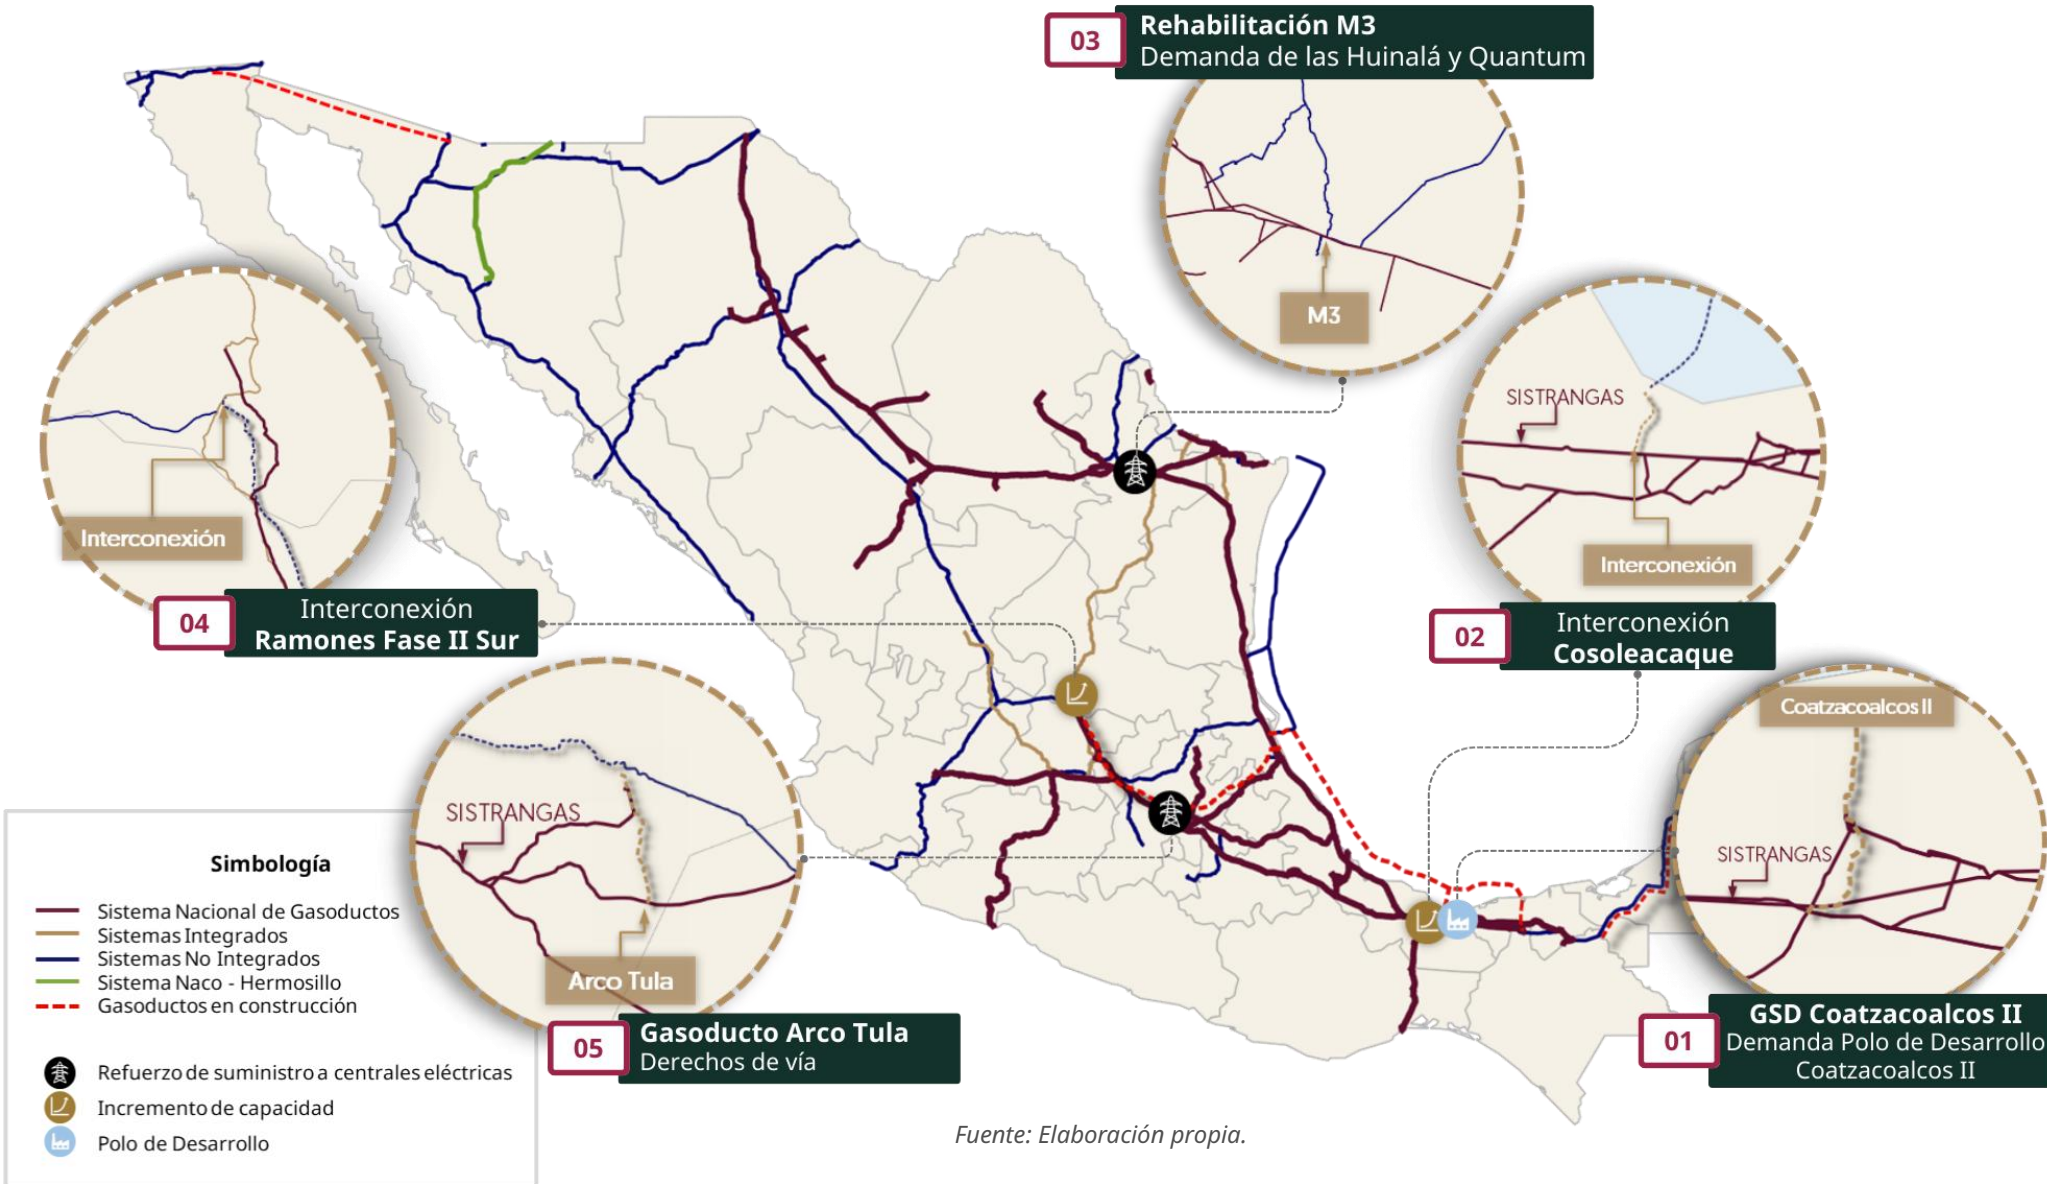 03
Rehabilitación M3
Demanda de las Huinalá y Quantum
M3
SISTRANGAS
Interconexión
02
Interconexión
Cosoleacaque
Interconexión
04
Interconexión
Ramones Fase II Sur
Coatzacoalcos II
SISTRANGAS
01
GSD Coatzacoalcos II
Demanda Polo de Desarrollo
Coatzacoalcos II
SISTRANGAS
Arco Tula
05
Gasoducto Arco Tula
Derechos de vía
Simbología
Sistema Nacional de Gasoductos
Sistemas Integrados
Sistemas No Integrados
Sistema Naco - Hermosillo
Gasoductos en construcción
Refuerzo de suministro a centrales eléctricas
Incremento de capacidad
Polo de Desarrollo
Fuente: Elaboración propia.